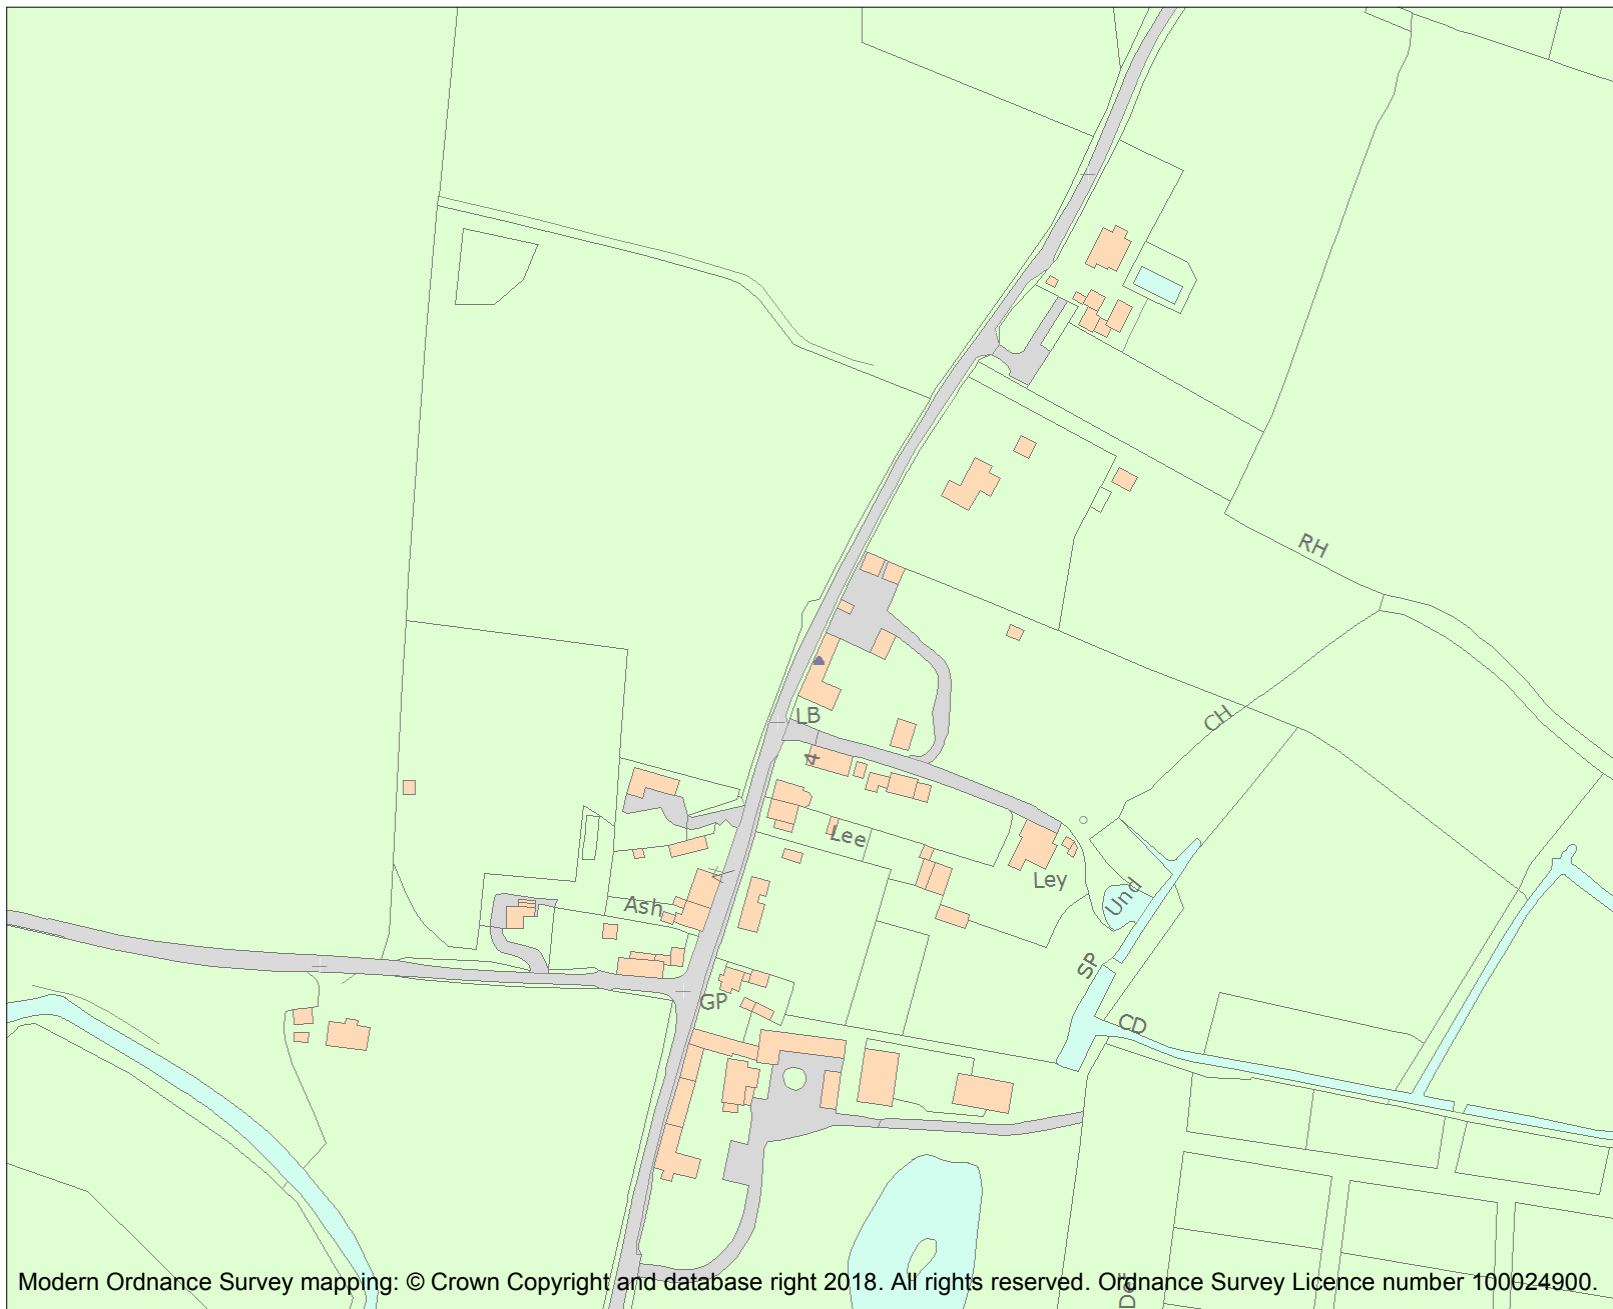 RH
CH
LB
4
Lee
Ley
Und
Ash
SP
GP
CD
Modern Ordnance Survey mapping: © Crown Copyright and database right 2018. All rights reserved. Ordnance Survey Licence number 100024900.